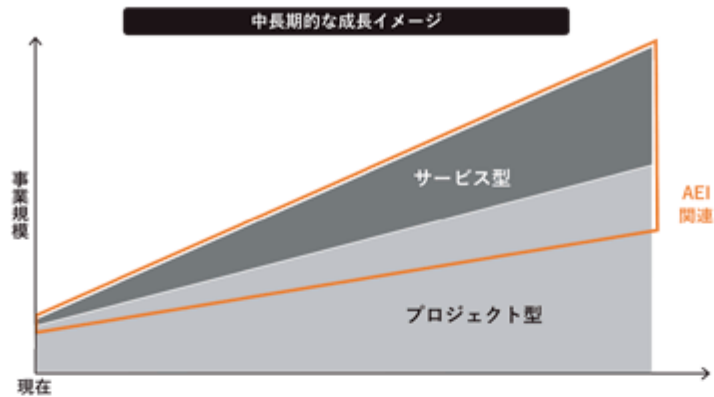 中長期的な成長イメージ
事業規模
サービス型
AEI
関連
プロジェクト型
現在